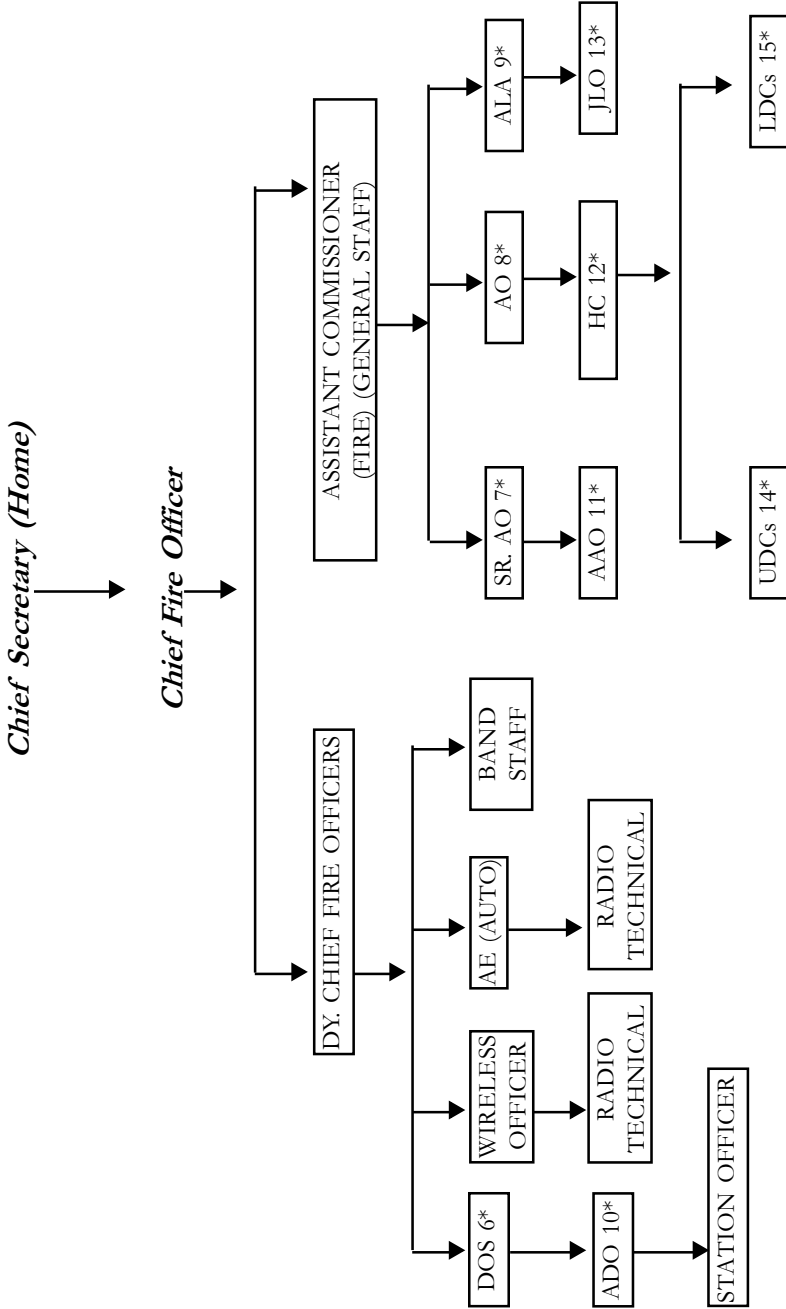 Chief Secretary (Home)
Chief Fire Officer
DY. CHIEF FIRE OFFICERS
ASSISTANT COMMISSIONER
(FIRE) (GENERAL STAFF)
DOS 6*
WIRELESS
OFFICER
AE (AUTO)
BAND
STAFF
SR. AO 7*
AO 8*
ALA 9*
ADO 10*
RADIO
TECHNICAL
RADIO
TECHNICAL
AAO 11*
HC 12*
JLO 13*
STATION OFFICER
UDCs 14*
LDCs 15*